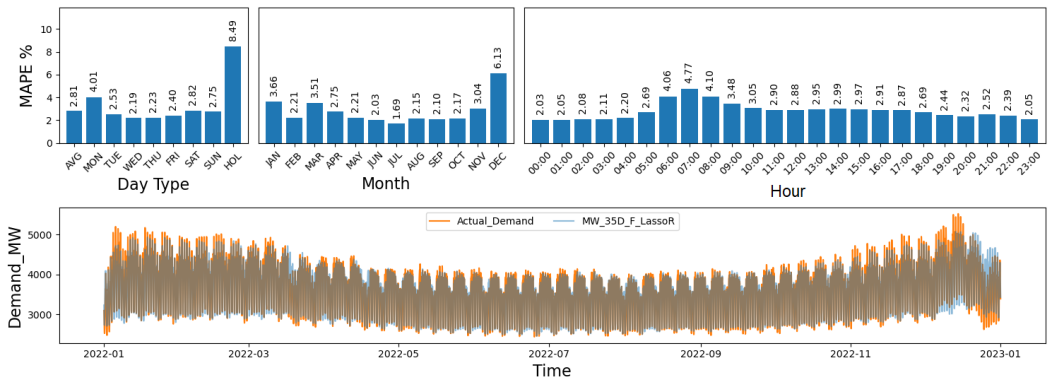 MAPE %
10
8
6
4
2
0
2.81
4.01
2.53
2.19
2.23
2.40
2.82
2.75
8.49
AVG
MON
TUE
WED
THU
FRI
SAT
SUN
HOL
Day Type
3.66
2.21
3.51
2.75
2.21
2.03
1.69
2.15
2.10
2.17
3.04
6.13
JAN
FEB
MAR
APR
MAY
JUN
JUL
AUG
SEP
OCT
NOV
DEC
Month
2.03
2.05
2.08
2.11
2.20
2.69
4.06
4.77
4.10
3.48
3.05
2.90
2.88
2.95
2.99
2.97
2.91
2.87
2.69
2.44
2.32
2.52
2.39
2.05
00:00
01:00
02:00
03:00
04:00
05:00
06:00
07:00
08:00
09:00
10:00
11:00
12:00
13:00
14:00
15:00
16:00
17:00
18:00
19:00
20:00
21:00
22:00
23:00
Hour
Demand_MW
5000
4000
3000
Actual_Demand
MW_35D_F_LassoR
2022-01
2022-03
2022-05
2022-07
2022-09
2022-11
2023-01
Time